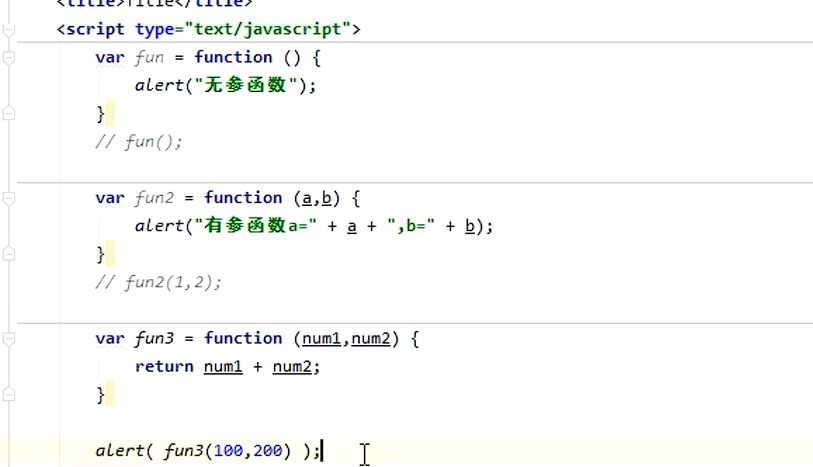 <title>Title</title>
<script type="text/javascript">
var fun = function () {
alert("无参函数");
}
// fun();
var fun2 = function (a,b) {
alert("有参函数a=" + a + ",b=" + b);
}
// fun2(1,2);
var fun3 = function (num1,num2) {
return num1 + num2;
}
alert( fun3(100,200) );